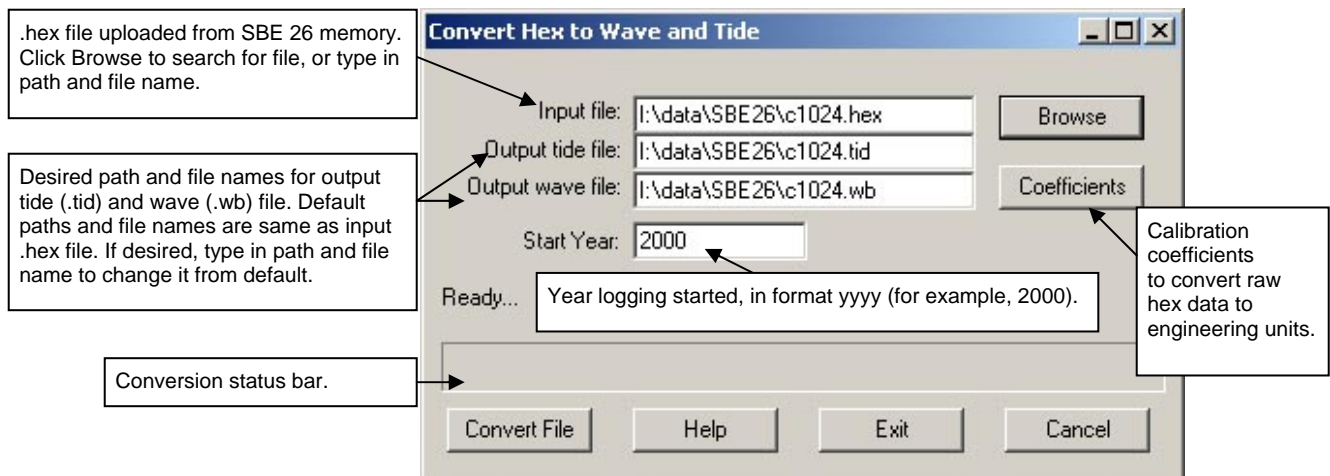 .hex file uploaded from SBE 26 memory.
Click Browse to search for file, or type in
path and file name.
Convert Hex to Wave and Tide
Input file: I:\data\SBE26\c1024.hex
Browse
Output tide file: I:\data\SBE26\c1024.tid
Output wave file: I:\data\SBE26\c1024.wb
Coefficients
Desired path and file names for output
tide (.tid) and wave (.wb) file. Default
paths and file names are same as input
.hex file. If desired, type in path and file
name to change it from default.
Start Year: 2000
Calibration
coefficients
to convert raw
hex data to
engineering units.
Ready...
Year logging started, in format yyyy (for example, 2000).
Conversion status bar.
Convert File
Help
Exit
Cancel